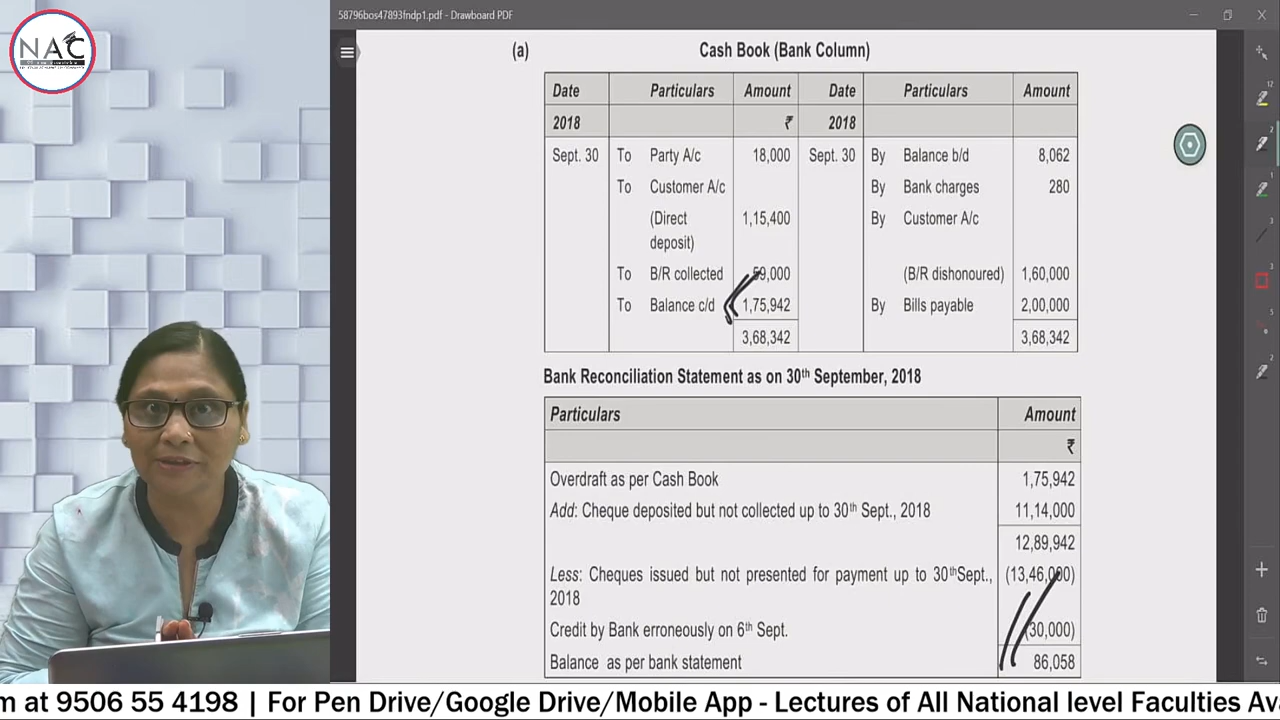 58796bos47893fndp1.pdf - Drawboard PDF
NAC
(a) Cash Book (Bank Column)
Date Particulars Amount Date Particulars Amount
2018 ₹ 2018
Sept. 30 To Party A/c 18,000 Sept. 30 By Balance b/d 8,062
To Customer A/c By Bank charges 280
(Direct 1,15,400 By Customer A/c
deposit)
To B/R collected 59,000 (B/R dishonoured) 1,60,000
To Balance c/d 1,75,942 By Bills payable 2,00,000
3,68,342 3,68,342
Bank Reconciliation Statement as on 30th September, 2018
Particulars Amount
₹
Overdraft as per Cash Book 1,75,942
Add: Cheque deposited but not collected up to 30th Sept., 2018 11,14,000
12,89,942
Less: Cheques issued but not presented for payment up to 30thSept., (13,46,000)
2018
Credit by Bank erroneously on 6th Sept. (30,000)
Balance as per bank statement 86,058
m at 9506 55 4198 | For Pen Drive/Google Drive/Mobile App - Lectures of All National level Faculties Ava